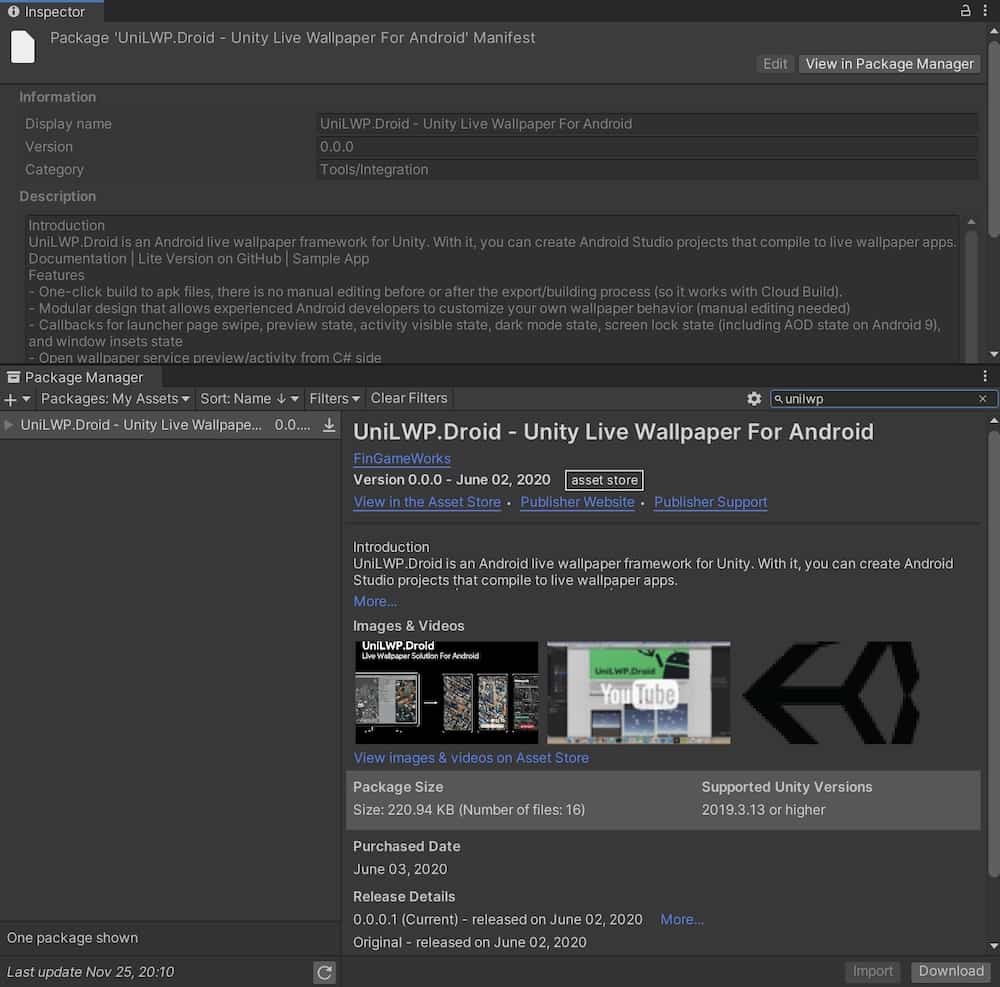 Inspector
Package 'UniLWP.Droid - Unity Live Wallpaper For Android' Manifest
Edit
View in Package Manager
Information
Display name
UniLWP.Droid - Unity Live Wallpaper For Android
Version
0.0.0
Category
Tools/Integration
Description
Introduction
UniLWP.Droid is an Android live wallpaper framework for Unity. With it, you can create Android Studio projects that compile to live wallpaper apps.
Documentation | Lite Version on GitHub | Sample App
Features
- One-click build to apk files, there is no manual editing before or after the export/building process (so it works with Cloud Build).
- Modular design that allows experienced Android developers to customize your own wallpaper behavior (manual editing needed)
- Callbacks for launcher page swipe, preview state, activity visible state, dark mode state, screen lock state (including AOD state on Android 9),
and window insets state
- Open wallpaper service preview/activity from C# side
Package Manager
Packages: My Assets
Sort: Name ↓
Filters
Clear Filters
unilwp
UniLWP.Droid - Unity Live Wallpape... 0.0....
UniLWP.Droid - Unity Live Wallpaper For Android
FinGameWorks
Version 0.0.0 - June 02, 2020 asset store
View in the Asset Store • Publisher Website • Publisher Support
Introduction
UniLWP.Droid is an Android live wallpaper framework for Unity. With it, you can create Android
Studio projects that compile to live wallpaper apps.
More...
Images & Videos
UniLWP.Droid
Live Wallpaper Solution For Android
UniLWP.Droid
YouTube
View images & videos on Asset Store
Package Size
Size: 220.94 KB (Number of files: 16)
Supported Unity Versions
2019.3.13 or higher
Purchased Date
June 03, 2020
Release Details
0.0.0.1 (Current) - released on June 02, 2020 More...
Original - released on June 02, 2020
One package shown
Last update Nov 25, 20:10
Import
Download